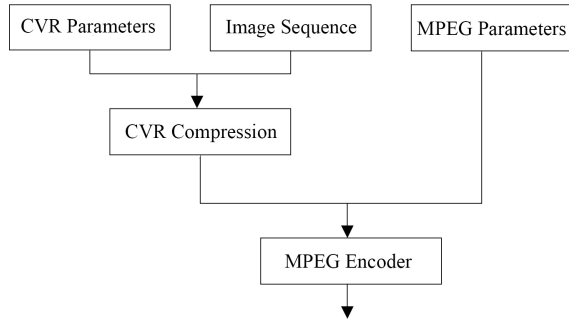 CVR Parameters
Image Sequence
MPEG Parameters
CVR Compression
MPEG Encoder